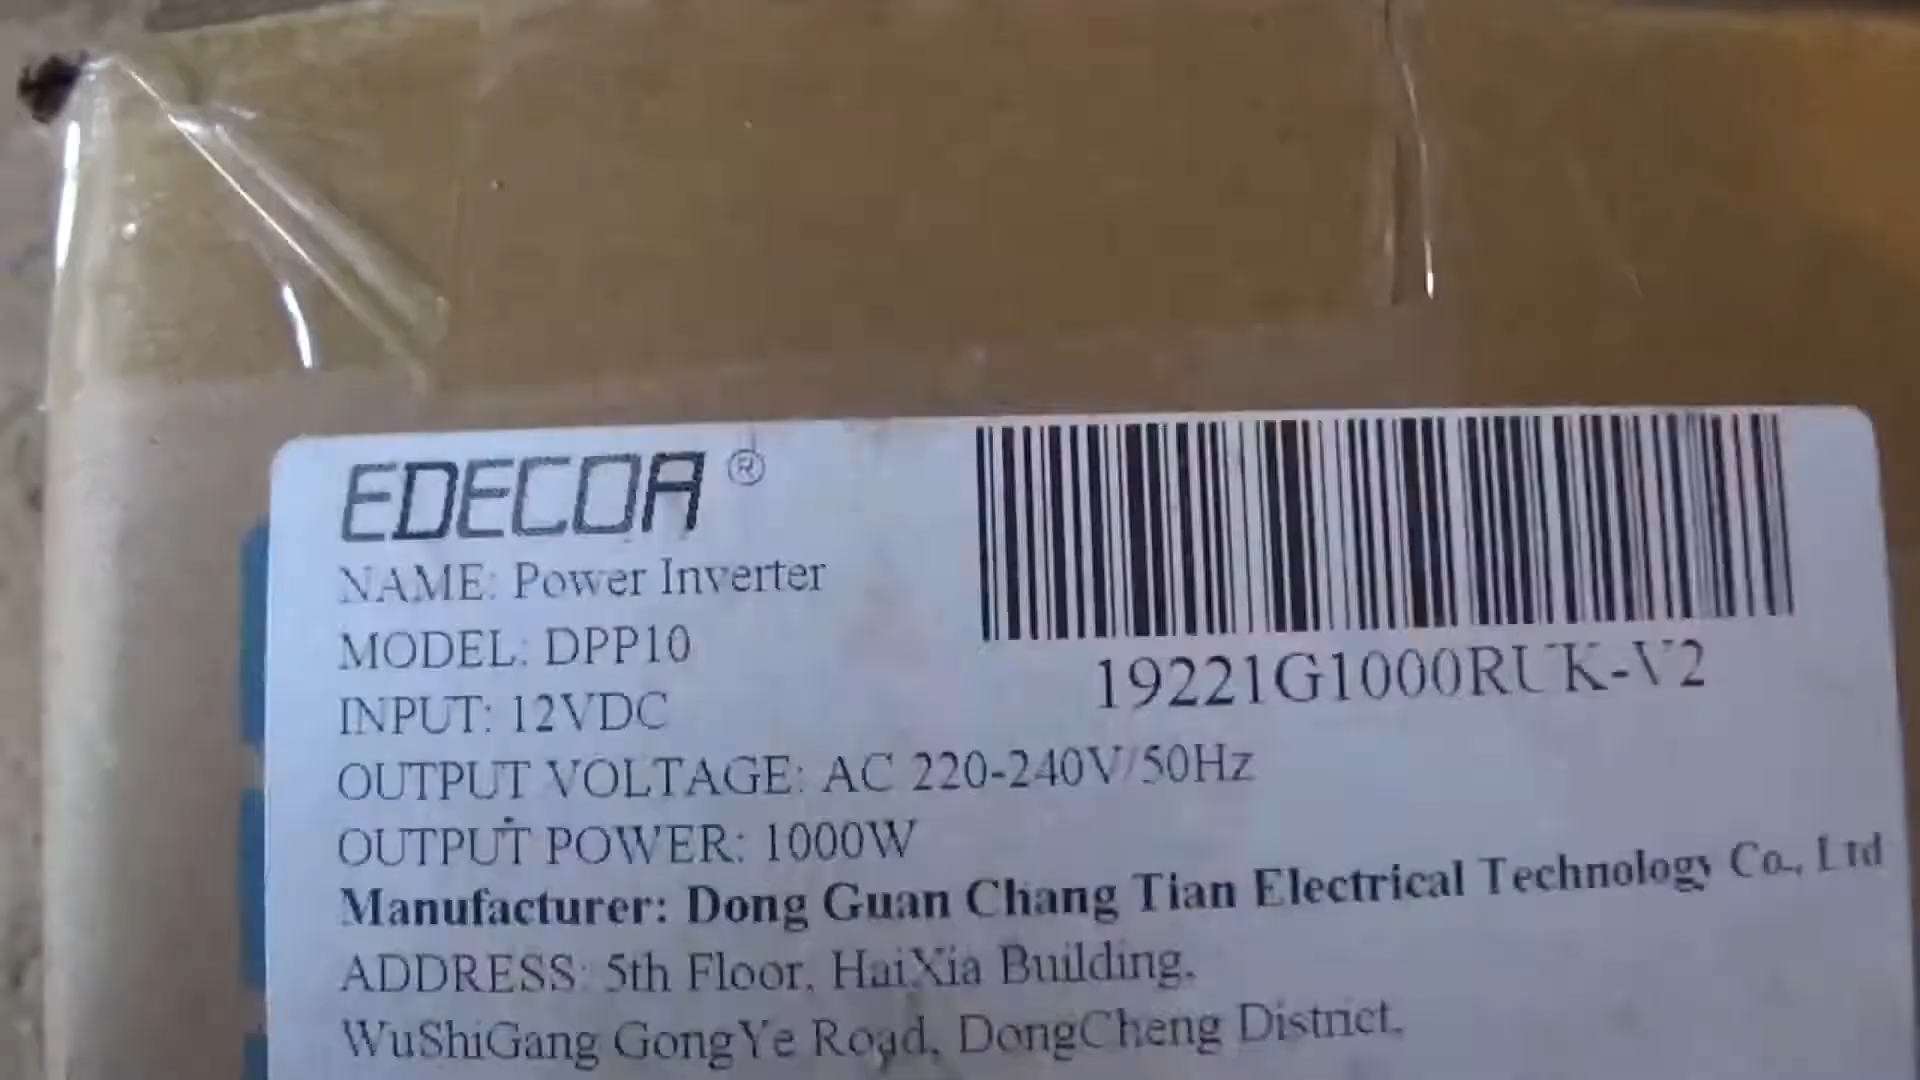 EDECOA ®
NAME: Power Inverter
MODEL: DPP10
INPUT: 12VDC
19221G1000RUK-V2
OUTPUT VOLTAGE: AC 220-240V/50Hz
OUTPUT POWER: 1000W
Manufacturer: Dong Guan Chang Tian Electrical Technology Co., Ltd
ADDRESS: 5th Floor, HaiXia Building,
WuShiGang GongYe Road, DongCheng District,